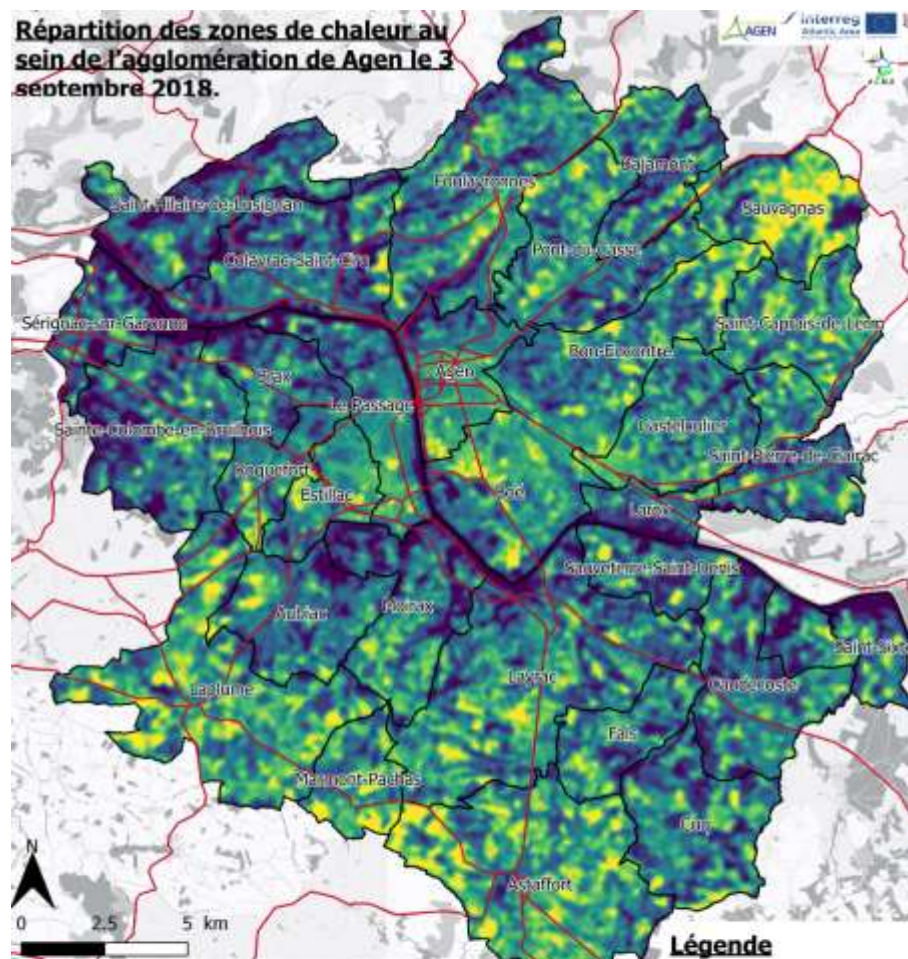 Répartition des zones de chaleur au
sein de l'agglomération de Agen le 3
septembre 2018.
AGEN
Interreg
Atlantic Area
Bajamont
Foulayronnes
Sauvagnas
Saint-Hilaire-de-Lusignan
Pont-du-Casse
Colayrac-Saint-Cirq
Sérignac-sur-Garonne
Saint-Caprais-de-Lerm
Bon-Encontre
Brax
Agen
Le Passage
Sainte-Colombe-en-Bruilhois
Castelculier
Saint-Pierre-de-Clairac
Roquefort
Estillac
Boé
Lafox
Sauveterre-Saint-Denis
Aubiac
Moirax
Saint-Sixte
Layrac
Caudecoste
Laplume
Fals
Marmont-Pachas
Cuq
Astaffort
N
0 2.5 5 km
Légende